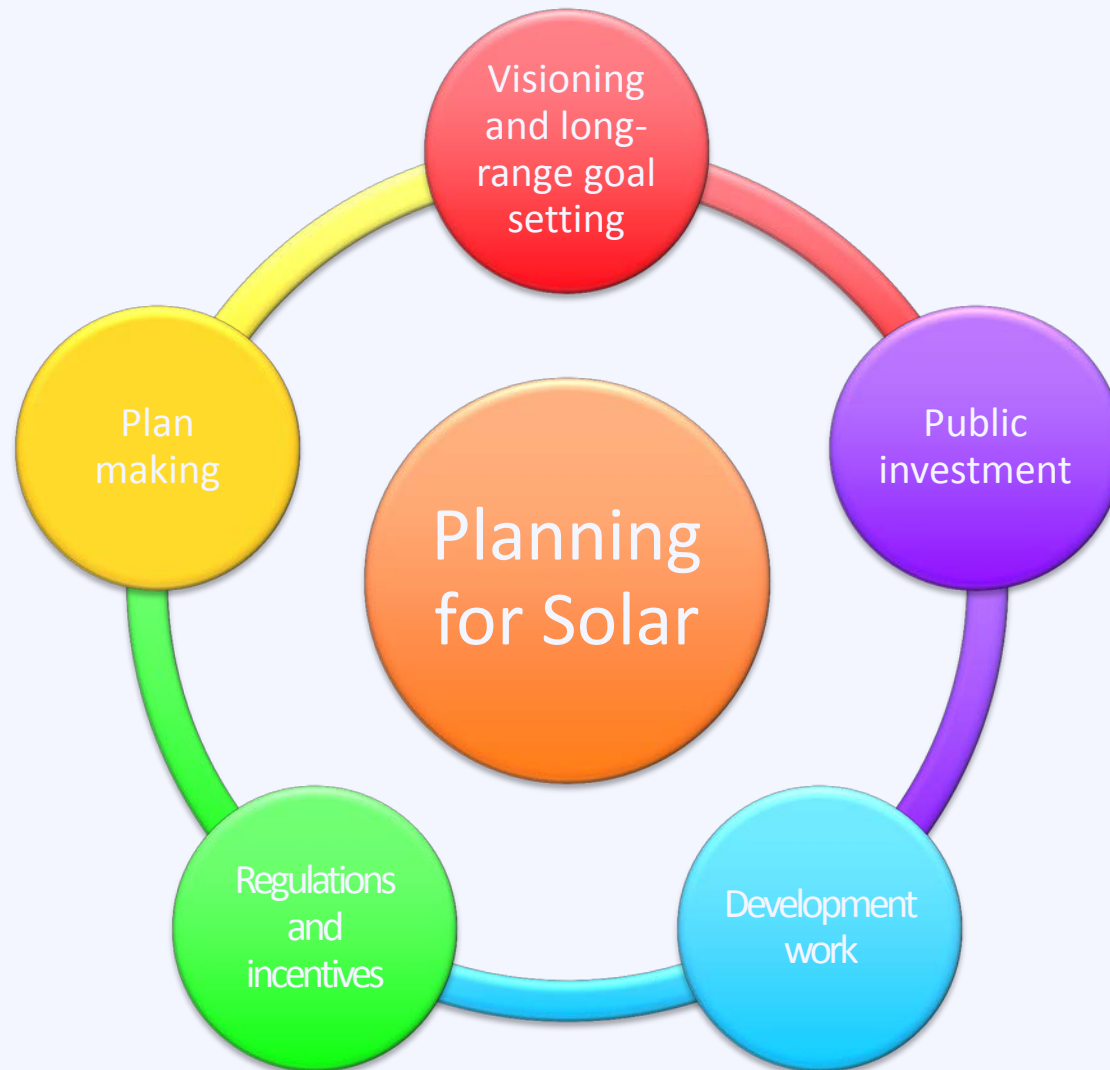 Visioning
and long-
range goal
setting
Plan
making
Public
investment
Planning
for Solar
Regulations
and
incentives
Development
work